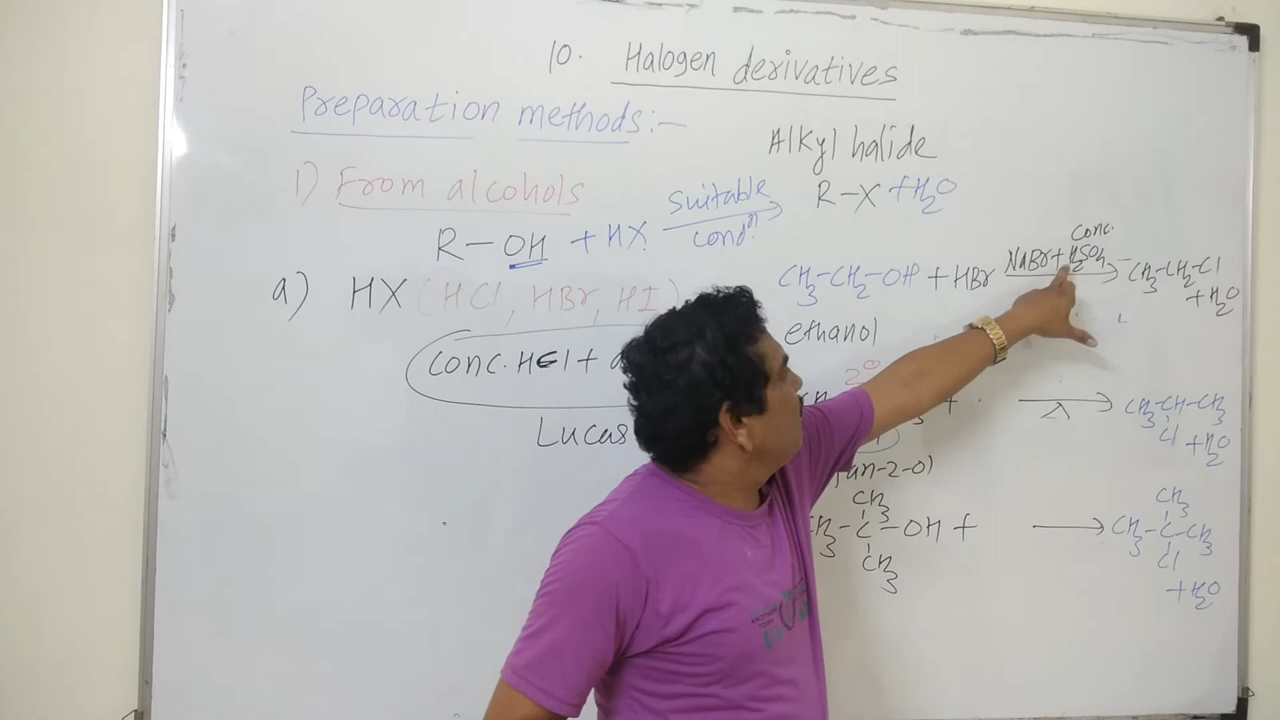 10. Halogen derivatives
Preparation methods:-
Alkyl halide
1) From alcohols
R-OH + HX suitable condⁿ. → R-X + H₂O
a) HX (HCl, HBr, HI)
CH₃-CH₂-OH + HBr NaBr + H₂SO₄ conc. → CH₃-CH₂-Cl + H₂O
ethanol
conc. HCl +
Lucas
2°
+ → Δ CH₃-CH-CH₃
Cl + H₂O
an-2-ol
CH₃
-C-OH + → CH₃-C-CH₃
CH₃
CH₃
Cl
+ H₂O